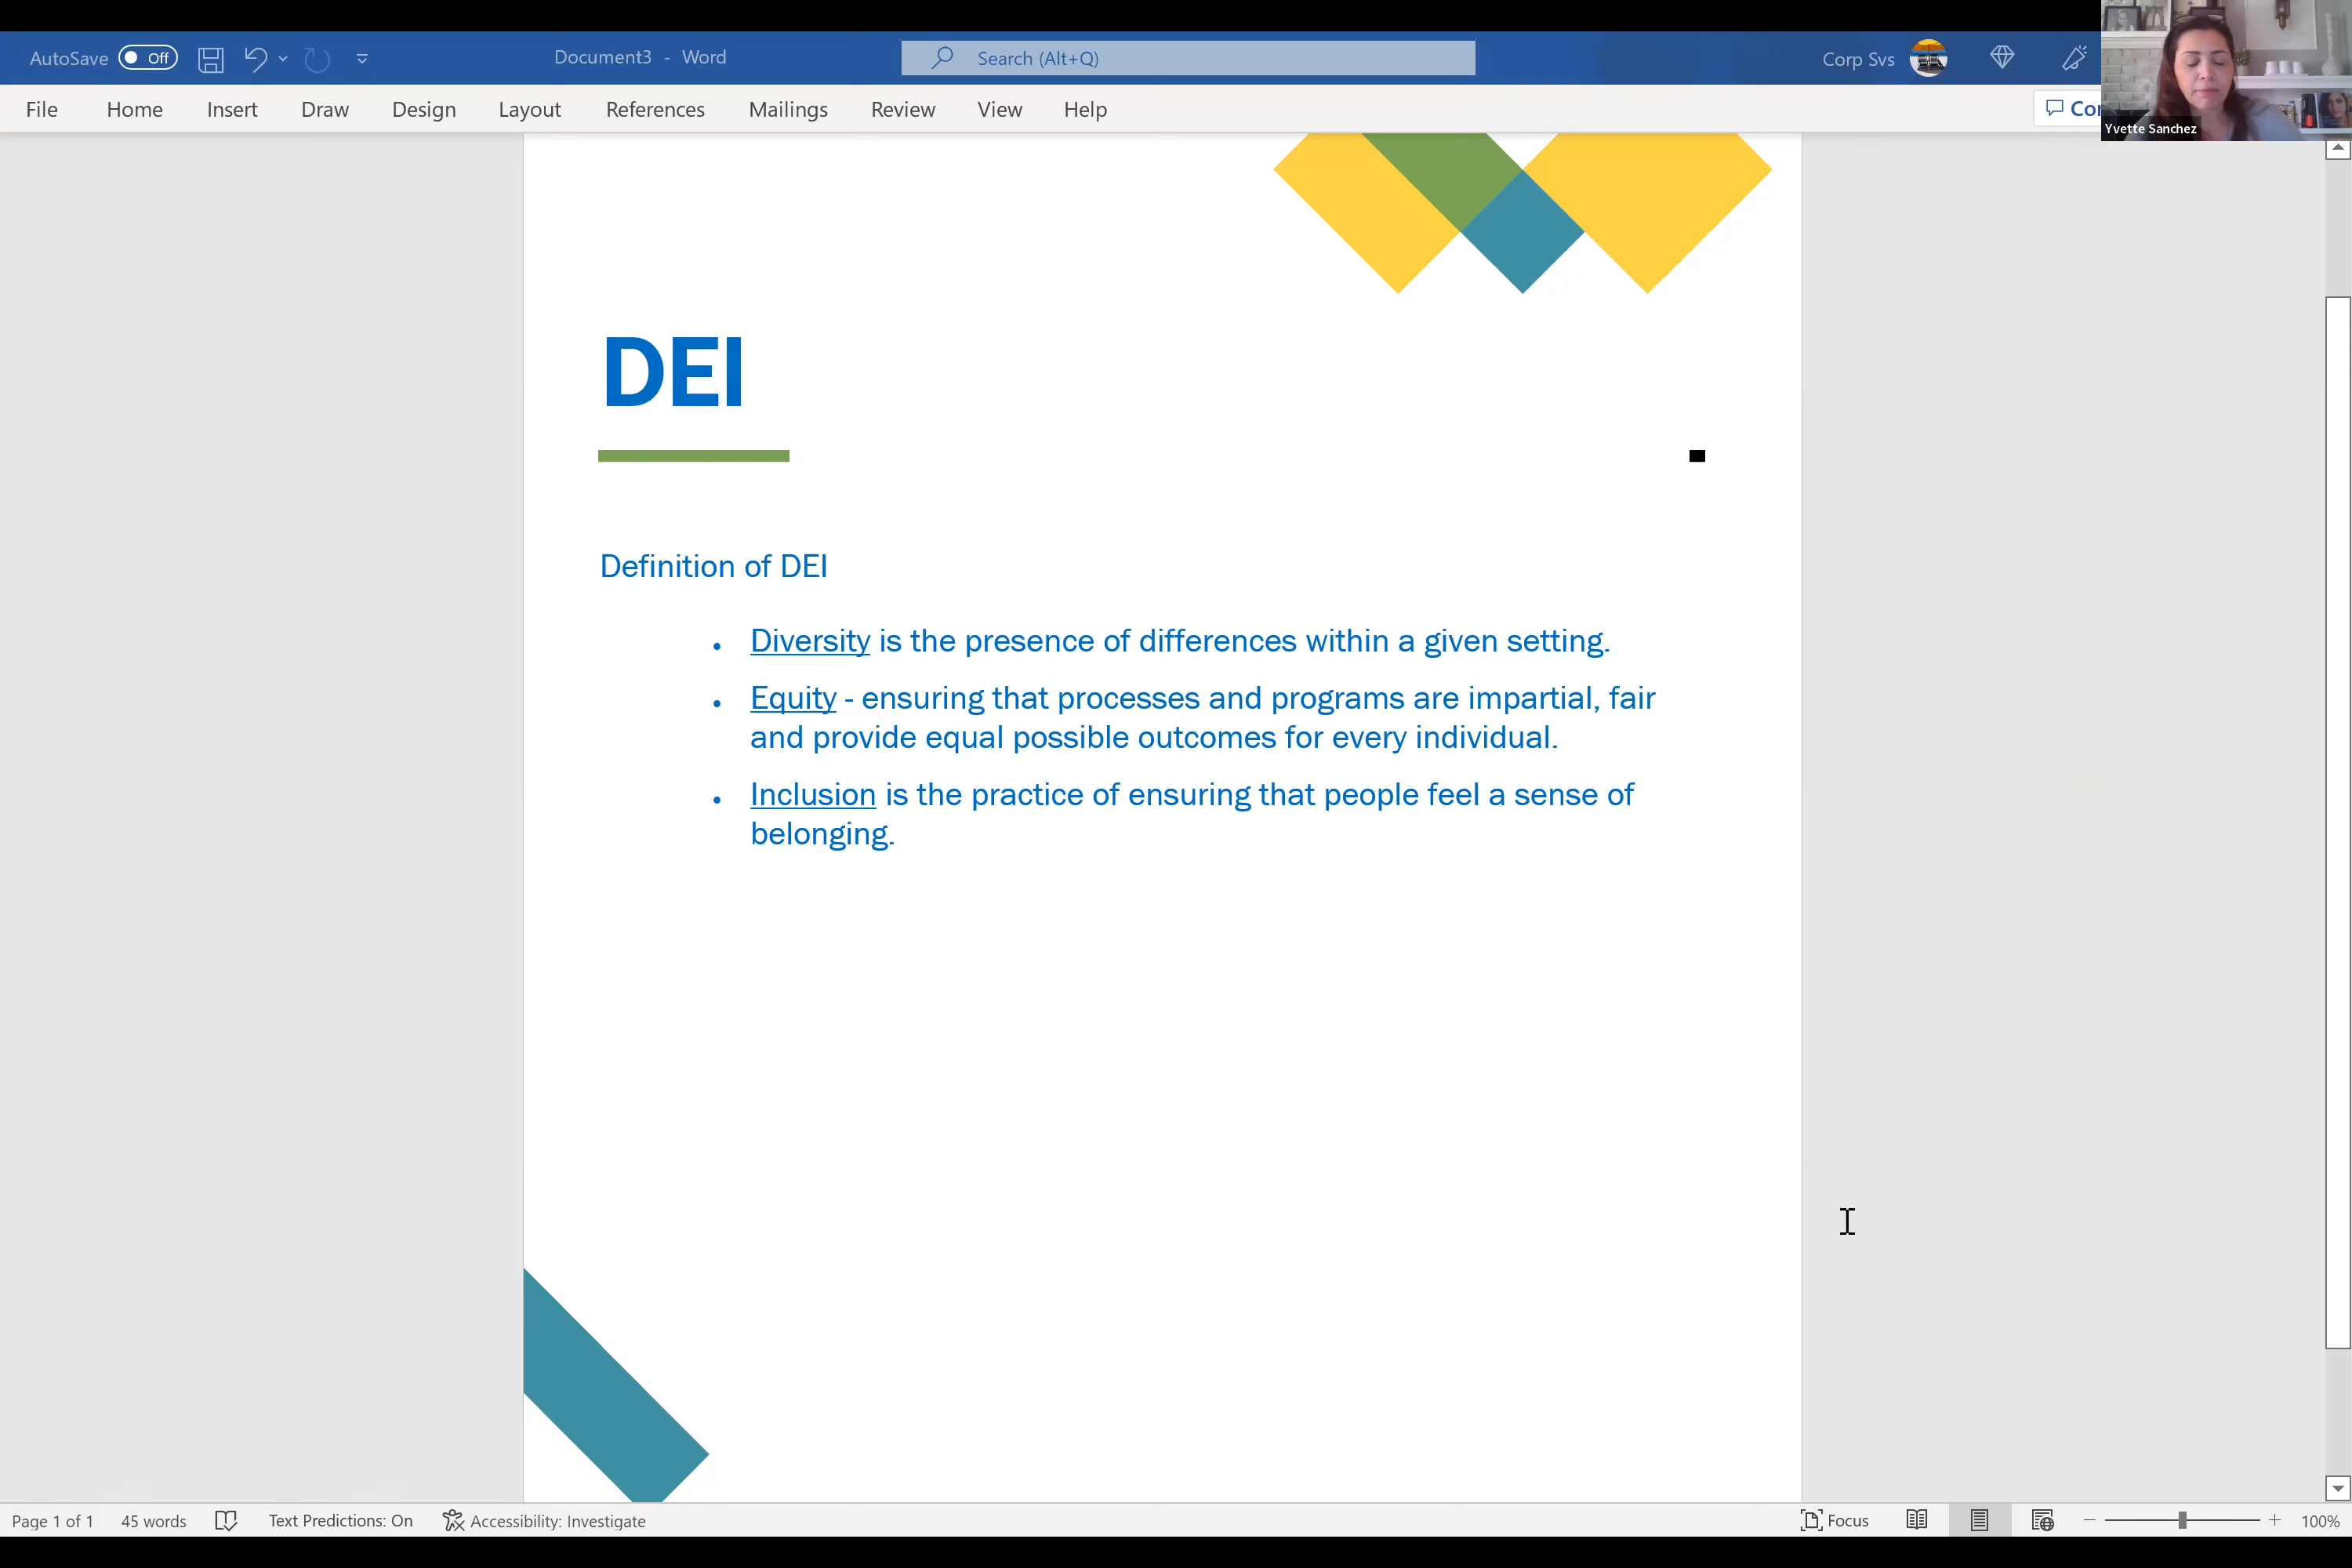 AutoSave Off Document3 - Word Search (Alt+Q) Corp Svs
File Home Insert Draw Design Layout References Mailings Review View Help
Yvette Sanchez
DEI
Definition of DEI
• Diversity is the presence of differences within a given setting.
• Equity - ensuring that processes and programs are impartial, fair
and provide equal possible outcomes for every individual.
• Inclusion is the practice of ensuring that people feel a sense of
belonging.
Page 1 of 1 45 words Text Predictions: On Accessibility: Investigate Focus 100%